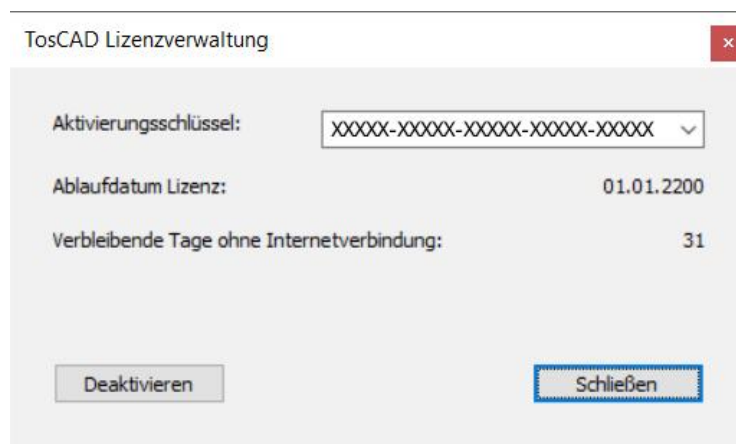 TosCAD Lizenzverwaltung
Aktivierungsschlüssel: XXXXX-XXXXX-XXXXX-XXXXX-XXXXX
Ablaufdatum Lizenz: 01.01.2200
Verbleibende Tage ohne Internetverbindung: 31
Deaktivieren Schließen